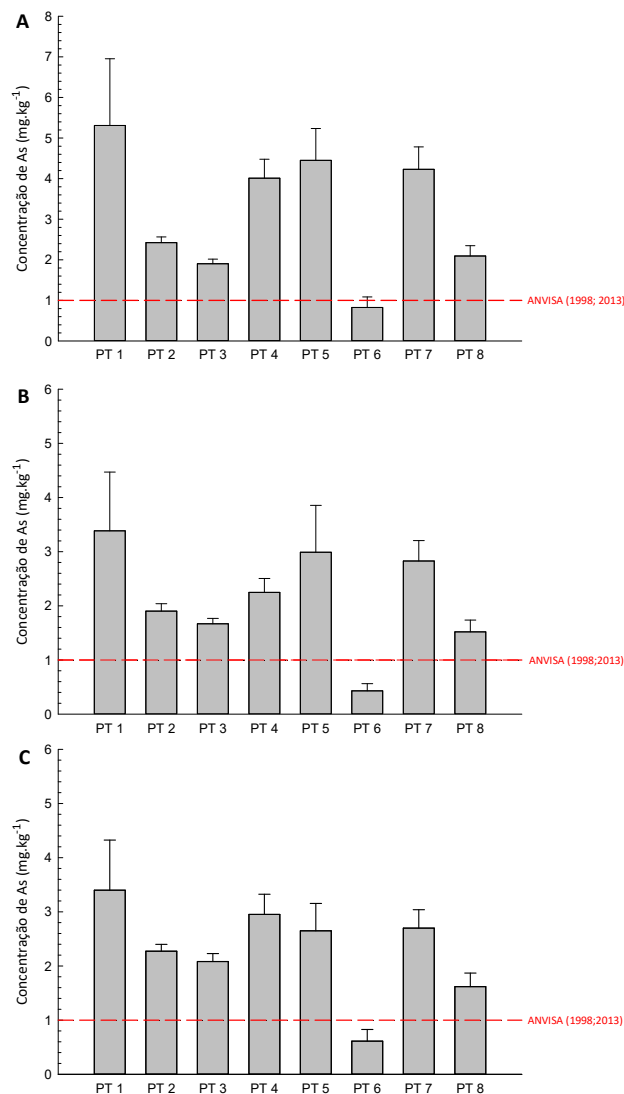 A
Concentração de As (mg.kg-1)
8
7
6
5
4
3
2
1
0
ANVISA (1998; 2013)
PT 1 PT 2 PT 3 PT 4 PT 5 PT 6 PT 7 PT 8
B
Concentração de As (mg.kg-1)
6
5
4
3
2
1
0
ANVISA (1998;2013)
PT 1 PT 2 PT 3 PT 4 PT 5 PT 6 PT 7 PT 8
C
Concentração de As (mg.kg-1)
6
5
4
3
2
1
0
ANVISA (1998;2013)
PT 1 PT 2 PT 3 PT 4 PT 5 PT 6 PT 7 PT 8